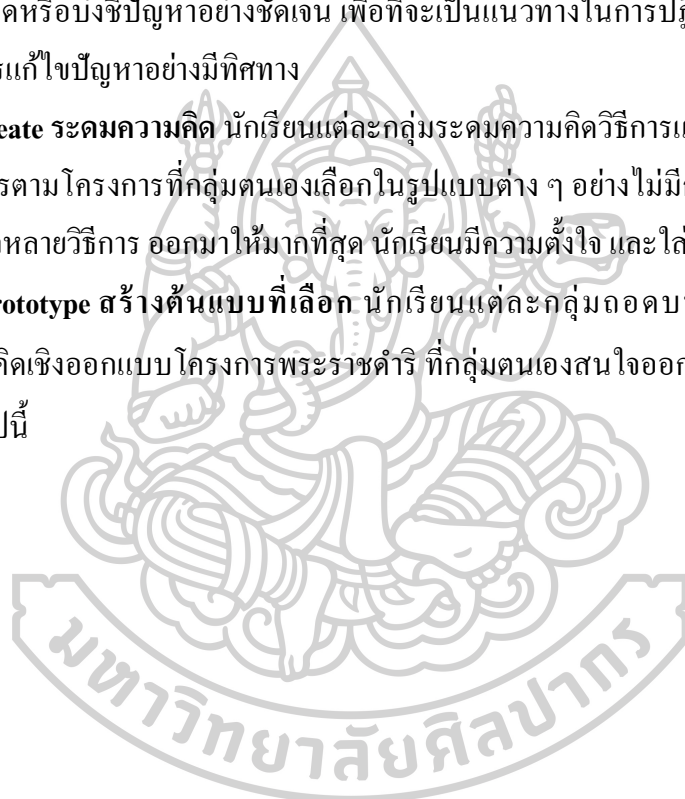 ดหรือบ่งชี้ปัญหาอย่างชัดเจน เพื่อที่จะเป็นแนวทางในการปฏิ
รแก้ไขปัญหาอย่างมีทิศทาง
eate ระดมความคิด นักเรียนแต่ละกลุ่มระดมความคิดวิธีการแ
รตามโครงการที่กลุ่มตนเองเลือกในรูปแบบต่าง ๆ อย่างไม่มี
หลายวิธีการ ออกมาให้มากที่สุด นักเรียนมีความตั้งใจ และใส่
rototype สร้างต้นแบบที่เลือก นักเรียนแต่ละกลุ่มถอดบ
คิดเชิงออกแบบโครงการพระราชดำริ ที่กลุ่มตนเองสนใจออก
ปนี้
มหาวิทยาลัยศิลปากร